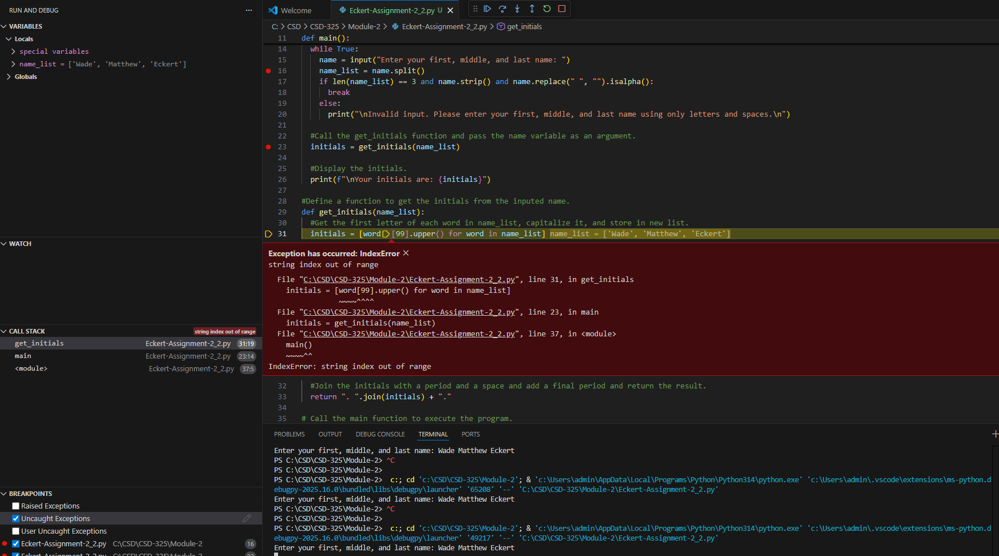 RUN AND DEBUG ...
VARIABLES
Locals
special variables
name_list = ['Wade', 'Matthew', 'Eckert']
Globals
WATCH
CALL STACK string index out of range
get_initials Eckert-Assignment-2_2.py 31:19
main Eckert-Assignment-2_2.py 23:14
<module> Eckert-Assignment-2_2.py 37:5
BREAKPOINTS
Raised Exceptions
Uncaught Exceptions
User Uncaught Exceptions
Eckert-Assignment-2_2.py C:\CSD\CSD-325\Module-2 16
Eckert-Assignment-2_2.py C:\CSD\CSD-325\Module-2 23
Welcome
Eckert-Assignment-2_2.py U
C: > CSD > CSD-325 > Module-2 > Eckert-Assignment-2_2.py > get_initials
11 def main():
14 while True:
15 name = input("Enter your first, middle, and last name: ")
16 name_list = name.split()
17 if len(name_list) == 3 and name.strip() and name.replace(" ", "").isalpha():
18 break
19 else:
20 print("\nInvalid input. Please enter your first, middle, and last name using only letters and spaces.\n")
21
22 #Call the get_initials function and pass the name variable as an argument.
23 initials = get_initials(name_list)
24
25 #Display the initials.
26 print(f"\nYour initials are: {initials}")
27
28 #Define a function to get the initials from the inputed name.
29 def get_initials(name_list):
30 #Get the first letter of each word in name_list, capitalize it, and store in new list.
31 initials = [word[99].upper() for word in name_list] name_list = ['Wade', 'Matthew', 'Eckert']
Exception has occurred: IndexError
string index out of range
File "C:\CSD\CSD-325\Module-2\Eckert-Assignment-2_2.py", line 31, in get_initials
initials = [word[99].upper() for word in name_list]
~~~~^^^^
File "C:\CSD\CSD-325\Module-2\Eckert-Assignment-2_2.py", line 23, in main
initials = get_initials(name_list)
File "C:\CSD\CSD-325\Module-2\Eckert-Assignment-2_2.py", line 37, in <module>
main()
~~~~^^
IndexError: string index out of range
32 #Join the initials with a period and a space and add a final period and return the result.
33 return ". ".join(initials) + "."
34
35 # Call the main function to execute the program.
PROBLEMS OUTPUT DEBUG CONSOLE TERMINAL PORTS
Enter your first, middle, and last name: Wade Matthew Eckert
PS C:\CSD\CSD-325\Module-2> ^C
PS C:\CSD\CSD-325\Module-2>
PS C:\CSD\CSD-325\Module-2>  c:; cd 'c:\CSD\CSD-325\Module-2'; & 'c:\Users\admin\AppData\Local\Programs\Python\Python314\python.exe' 'c:\Users\admin\.vscode\extensions\ms-python.d
ebugpy-2025.16.0\bundled\libs\debugpy\launcher' '65208' '--' 'C:\CSD\CSD-325\Module-2\Eckert-Assignment-2_2.py'
Enter your first, middle, and last name: Wade Matthew Eckert
PS C:\CSD\CSD-325\Module-2> ^C
PS C:\CSD\CSD-325\Module-2>
PS C:\CSD\CSD-325\Module-2>  c:; cd 'c:\CSD\CSD-325\Module-2'; & 'c:\Users\admin\AppData\Local\Programs\Python\Python314\python.exe' 'c:\Users\admin\.vscode\extensions\ms-python.d
ebugpy-2025.16.0\bundled\libs\debugpy\launcher' '49217' '--' 'C:\CSD\CSD-325\Module-2\Eckert-Assignment-2_2.py'
Enter your first, middle, and last name: Wade Matthew Eckert